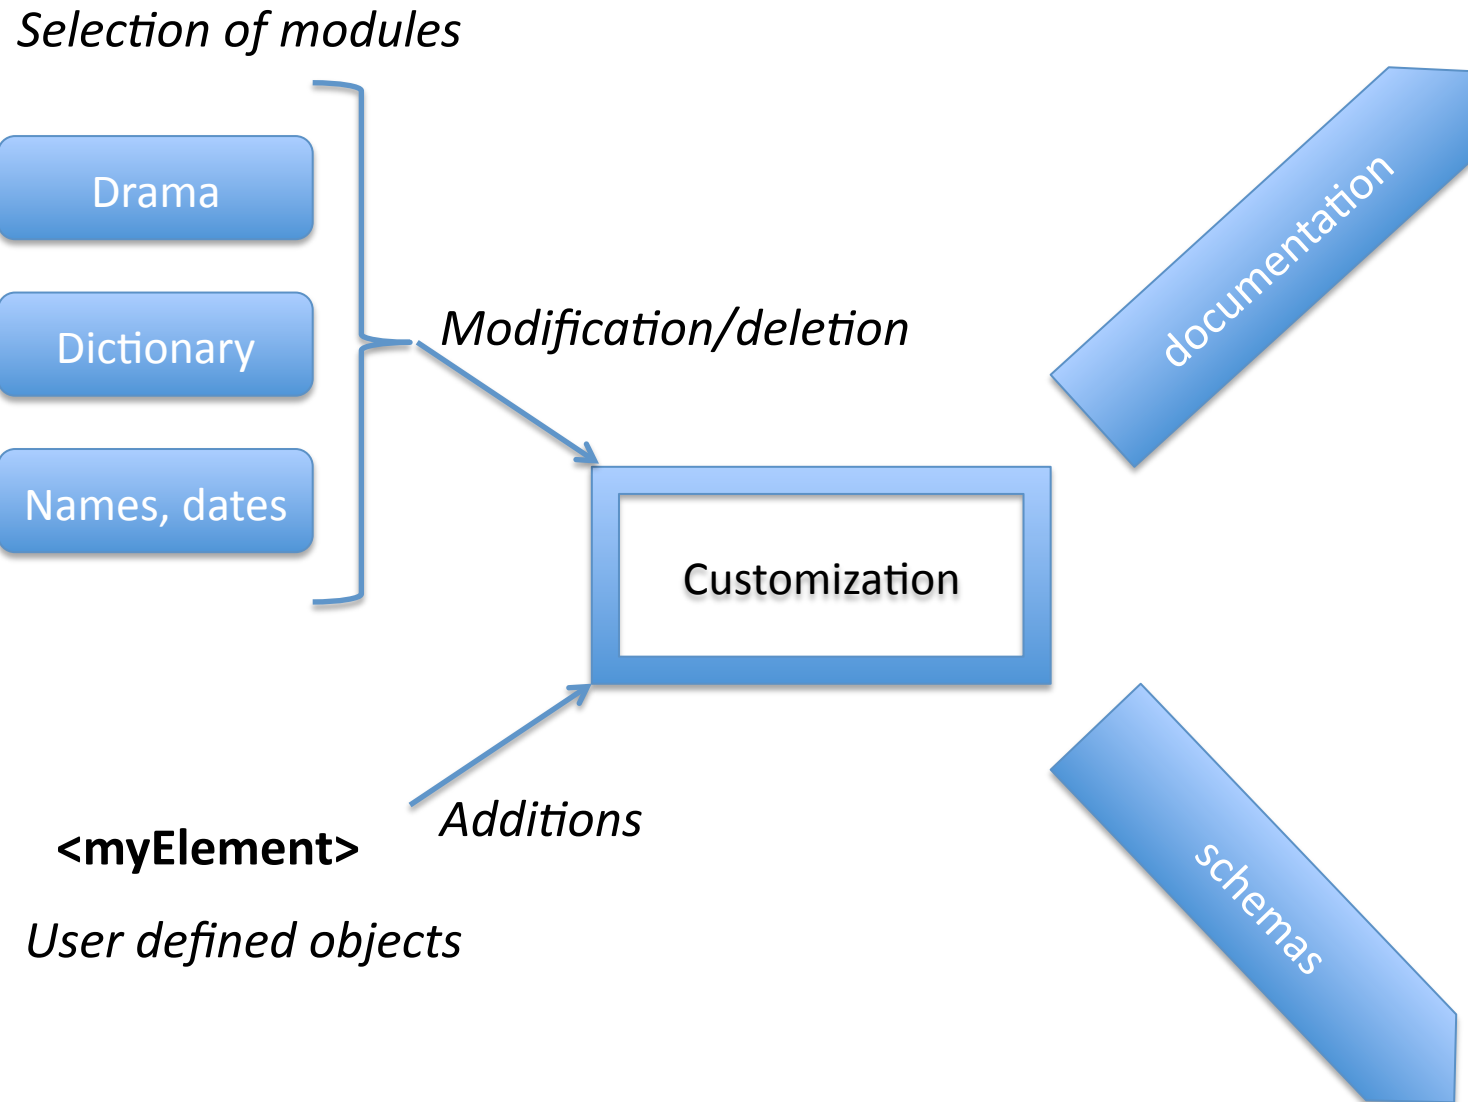 Selection of modules
Drama
Dictionary
Names, dates
Modification/deletion
Customization
Additions
<myElement>
User defined objects
documentation
schemas